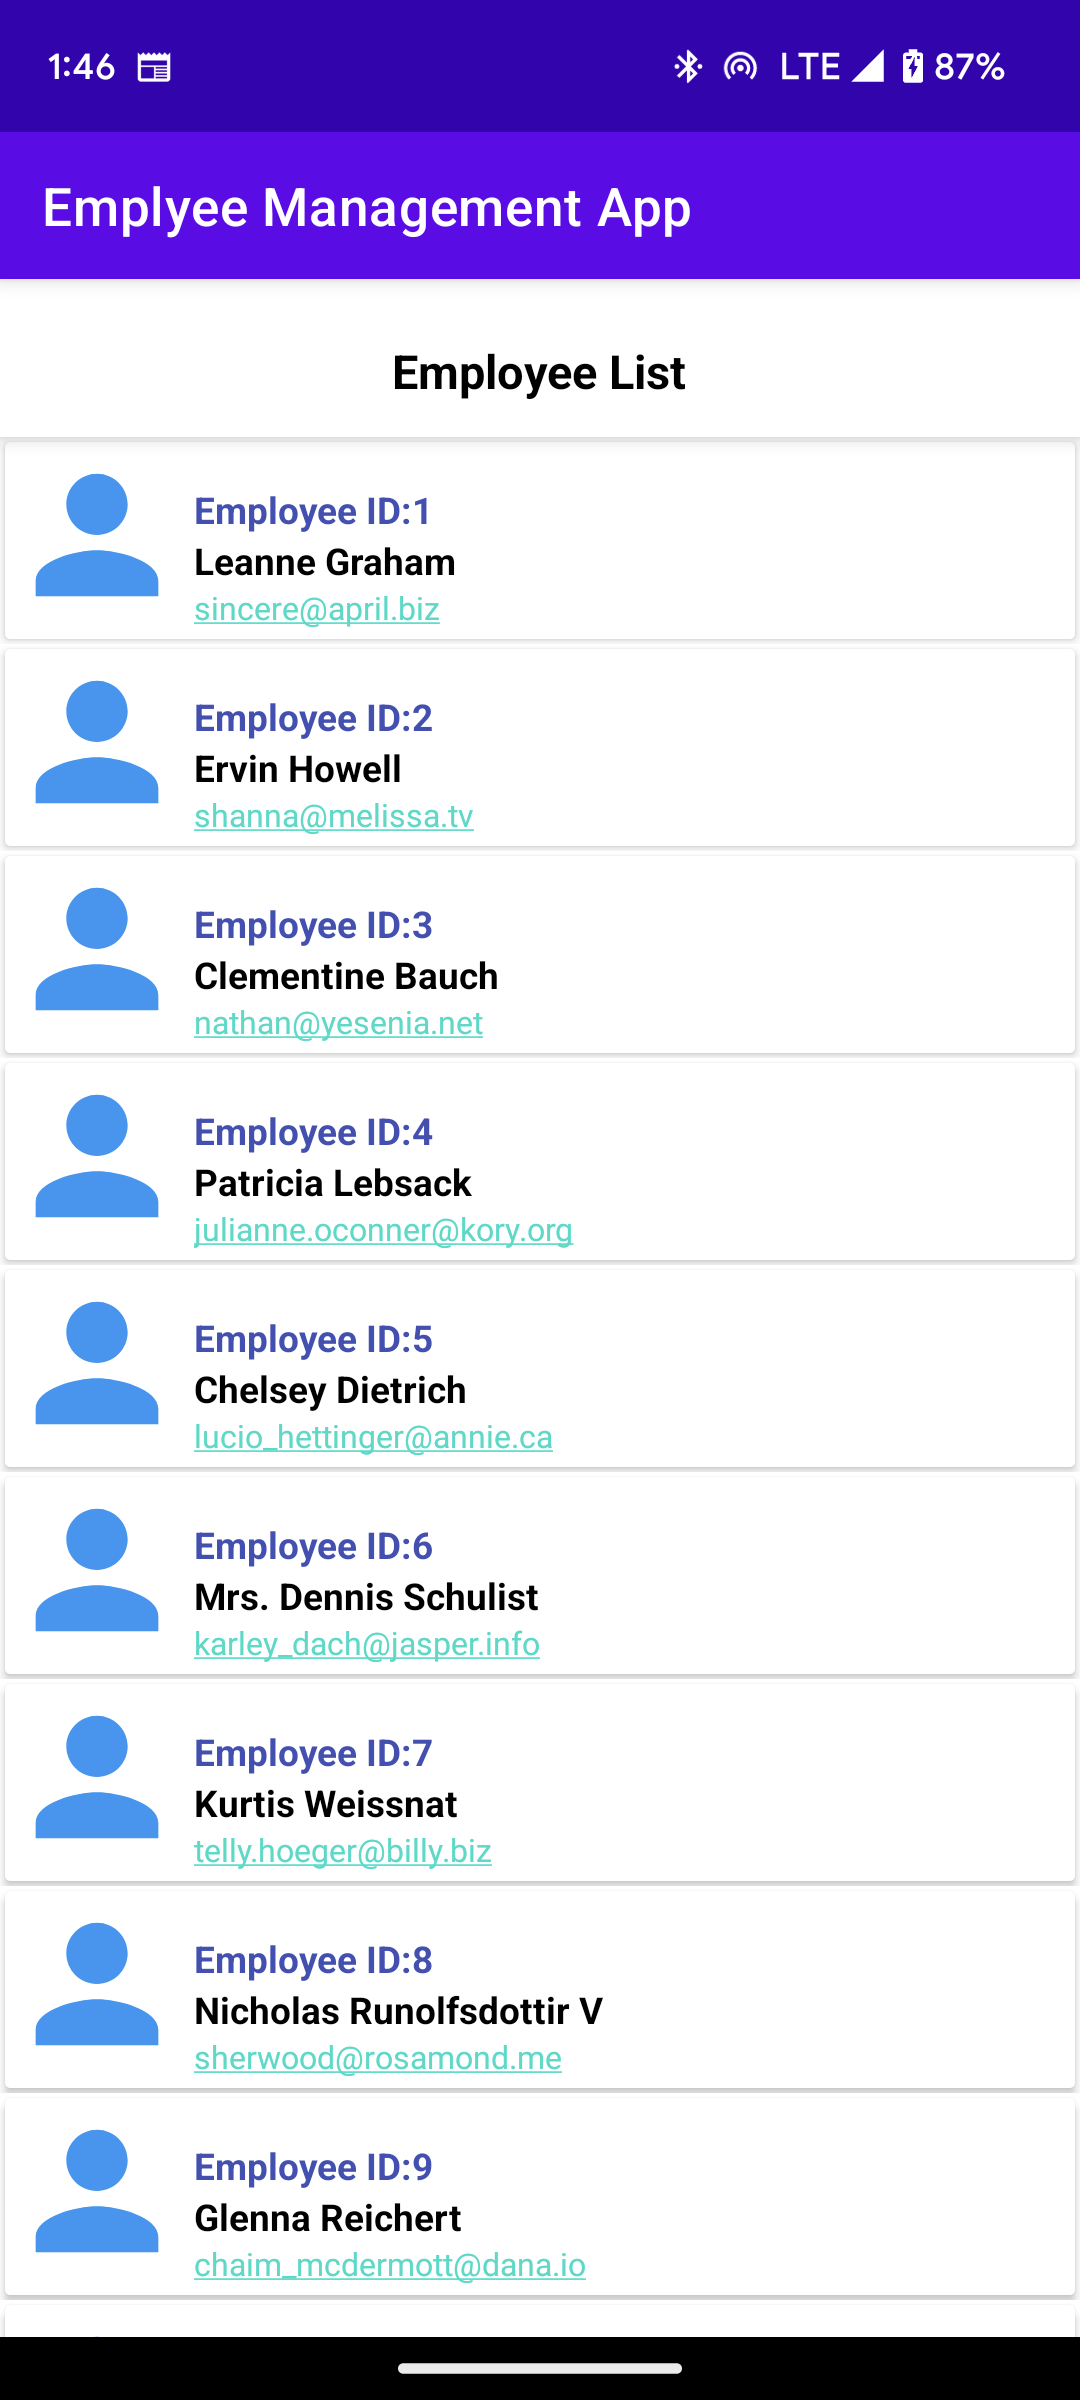 1:46 LTE 87%
Emplyee Management App
Employee List
Employee ID:1
Leanne Graham
sincere@april.biz
Employee ID:2
Ervin Howell
shanna@melissa.tv
Employee ID:3
Clementine Bauch
nathan@yesenia.net
Employee ID:4
Patricia Lebsack
julianne.oconner@kory.org
Employee ID:5
Chelsey Dietrich
lucio_hettinger@annie.ca
Employee ID:6
Mrs. Dennis Schulist
karley_dach@jasper.info
Employee ID:7
Kurtis Weissnat
telly.hoeger@billy.biz
Employee ID:8
Nicholas Runolfsdottir V
sherwood@rosamond.me
Employee ID:9
Glenna Reichert
chaim_mcdermott@dana.io